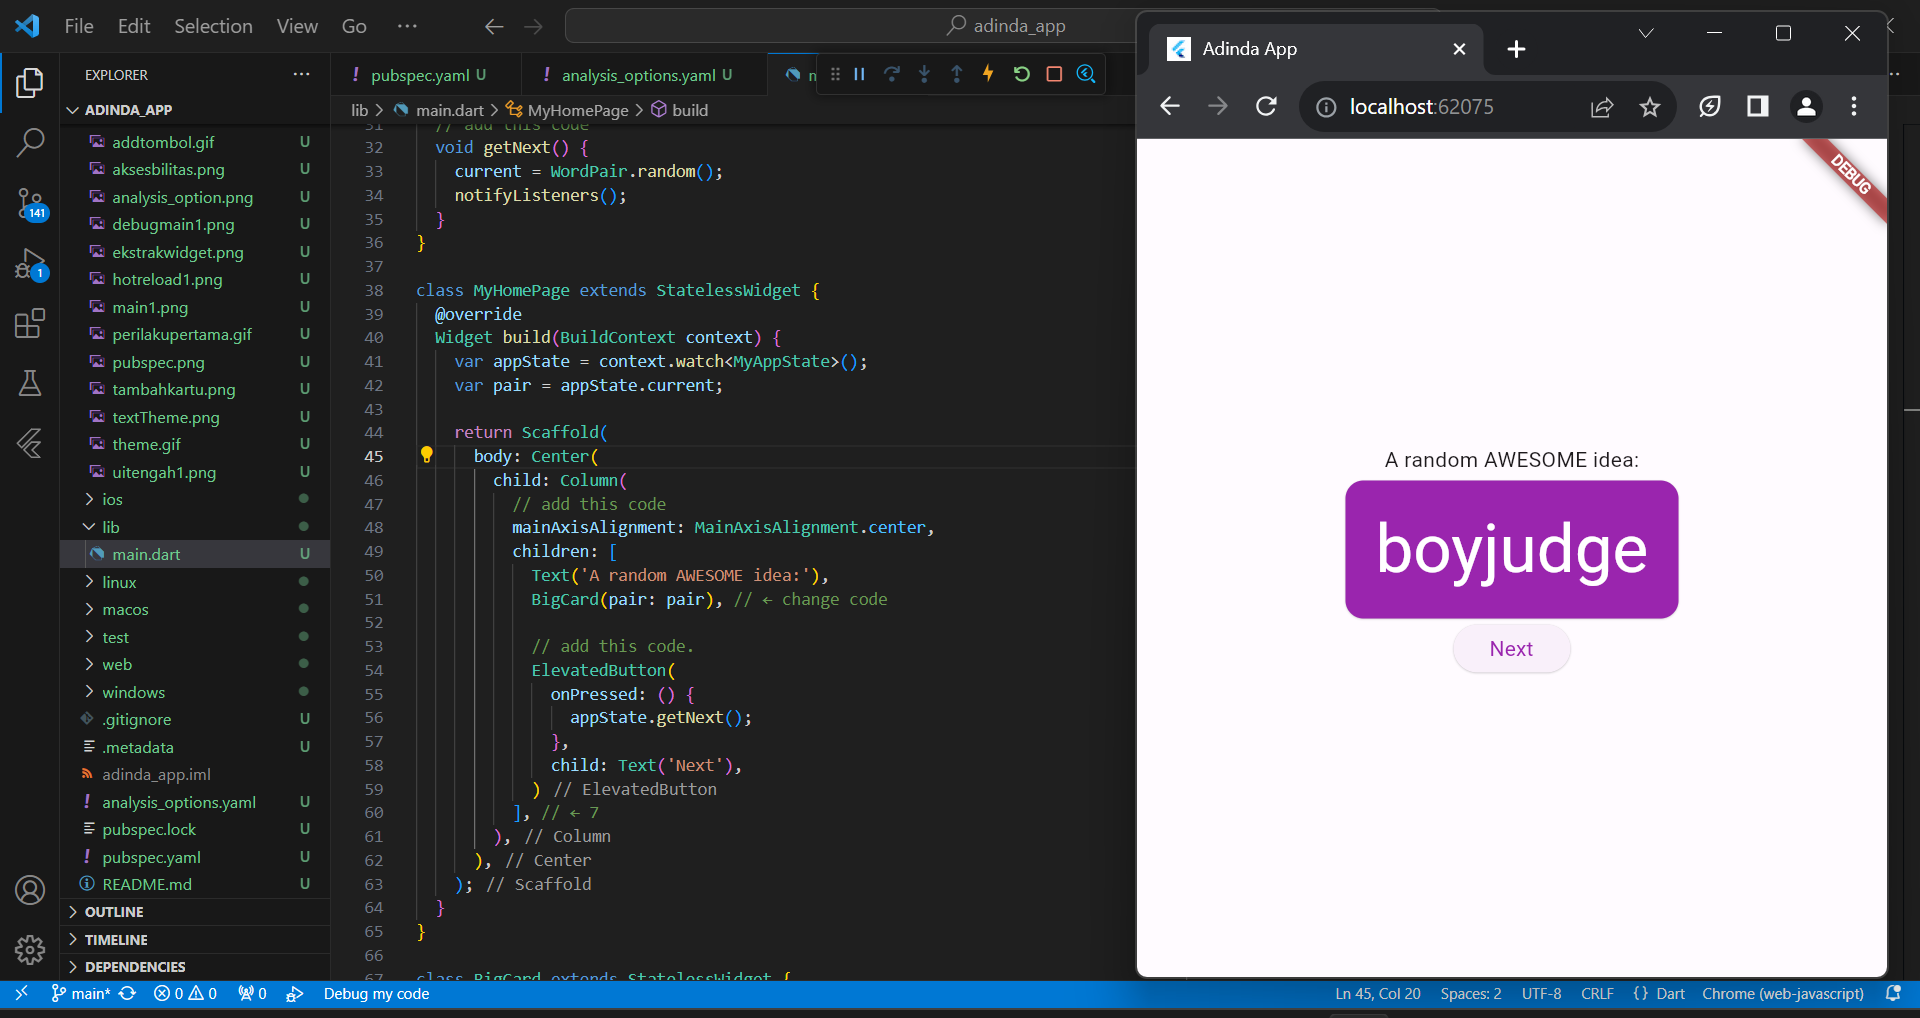 File Edit Selection View Go ··· adinda_app
EXPLORER ···
ADINDA_APP
addtombol.gif U
aksesbilitas.png U
analysis_option.png U
debugmain1.png U
ekstrakwidget.png U
hotreload1.png U
main1.png U
perilakupertama.gif U
pubspec.png U
tambahkartu.png U
textTheme.png U
theme.gif U
uitengah1.png U
ios
lib
main.dart U
linux
macos
test
web
windows
.gitignore U
.metadata U
adinda_app.iml
analysis_options.yaml U
pubspec.lock U
pubspec.yaml U
README.md U
OUTLINE
TIMELINE
DEPENDENCIES
141
1
! pubspec.yaml U ! analysis_options.yaml U
lib > main.dart > MyHomePage > build
31 // add this code
32 void getNext() {
33 current = WordPair.random();
34 notifyListeners();
35 }
36 }
37
38 class MyHomePage extends StatelessWidget {
39 @override
40 Widget build(BuildContext context) {
41 var appState = context.watch<MyAppState>();
42 var pair = appState.current;
43
44 return Scaffold(
45 body: Center(
46 child: Column(
47 // add this code
48 mainAxisAlignment: MainAxisAlignment.center,
49 children: [
50 Text('A random AWESOME idea:'),
51 BigCard(pair: pair), // ← change code
52
53 // add this code.
54 ElevatedButton(
55 onPressed: () {
56 appState.getNext();
57 },
58 child: Text('Next'),
59 ) // ElevatedButton
60 ], // ← 7
61 ), // Column
62 ), // Center
63 ); // Scaffold
64 }
65 }
66
67 class BigCard extends StatelessWidget {
Adinda App
localhost:62075
DEBUG
A random AWESOME idea:
boyjudge
Next
main* 0 0 0 Debug my code Ln 45, Col 20 Spaces: 2 UTF-8 CRLF {} Dart Chrome (web-javascript)